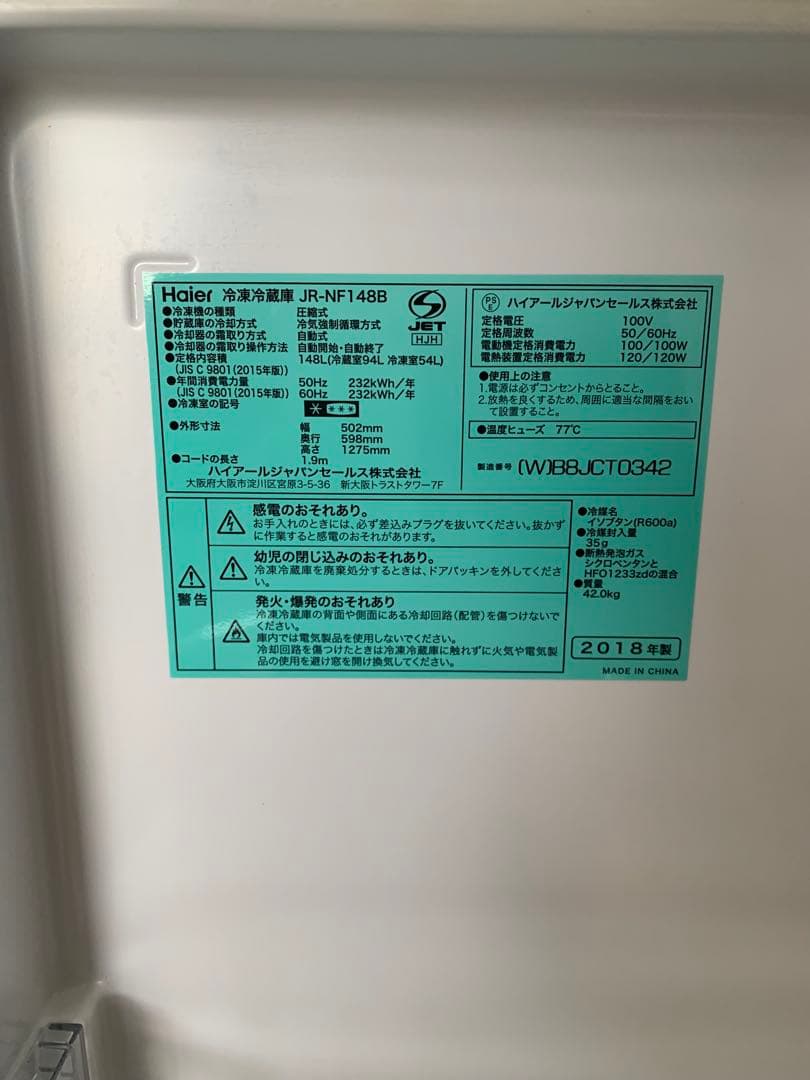 Haier 冷凍冷蔵庫 JR-NF148B
●冷凍機の種類 圧縮式
●貯蔵庫の冷却方式 冷気強制循環方式
●冷却器の霜取り方式 自動式
●冷却器の霜取り操作方法 自動開始・自動終了
●定格内容積 148L(冷蔵室94L 冷凍室54L)
(JIS C 9801(2015年版))
●年間消費電力量 50Hz 232kWh/年
(JIS C 9801(2015年版)) 60Hz 232kWh/年
●冷凍室の記号
●外形寸法 幅 502mm
奥行 598mm
高さ 1275mm
●コードの長さ 1.9m
ハイアールジャパンセールス株式会社
大阪府大阪市淀川区宮原3-5-36 新大阪トラストタワー7F
JET
HJH
PS
E
ハイアールジャパンセールス株式会社
定格電圧 100V
定格周波数 50/60Hz
電動機定格消費電力 100/100W
電熱装置定格消費電力 120/120W
●使用上の注意
1.電源は必ずコンセントからとること。
2.放熱を良くするため、周囲に適当な間隔をおい
て設置すること。
●温度ヒューズ 77℃
製造番号 (W)B8JCT0342
警告
感電のおそれあり。
お手入れのときには、必ず差込みプラグを抜いてください。抜かず
に作業すると感電のおそれがあります。
幼児の閉じ込めのおそれあり。
冷凍冷蔵庫を廃棄処分するときは、ドアパッキンを外してくださ
い。
発火・爆発のおそれあり
冷凍冷蔵庫の背面や側面にある冷却回路(配管)を傷つけないで
ください。
庫内では電気製品を使用しないでください。
冷却回路を傷つけたときは冷凍冷蔵庫に触れずに火気や電気製
品の使用を避け窓を開け換気してください。
●冷媒名
イソブタン(R600a)
●冷媒封入量
35g
●断熱発泡ガス
シクロペンタンと
HFO1233zdの混合
●質量
42.0kg
2018年製
MADE IN CHINA